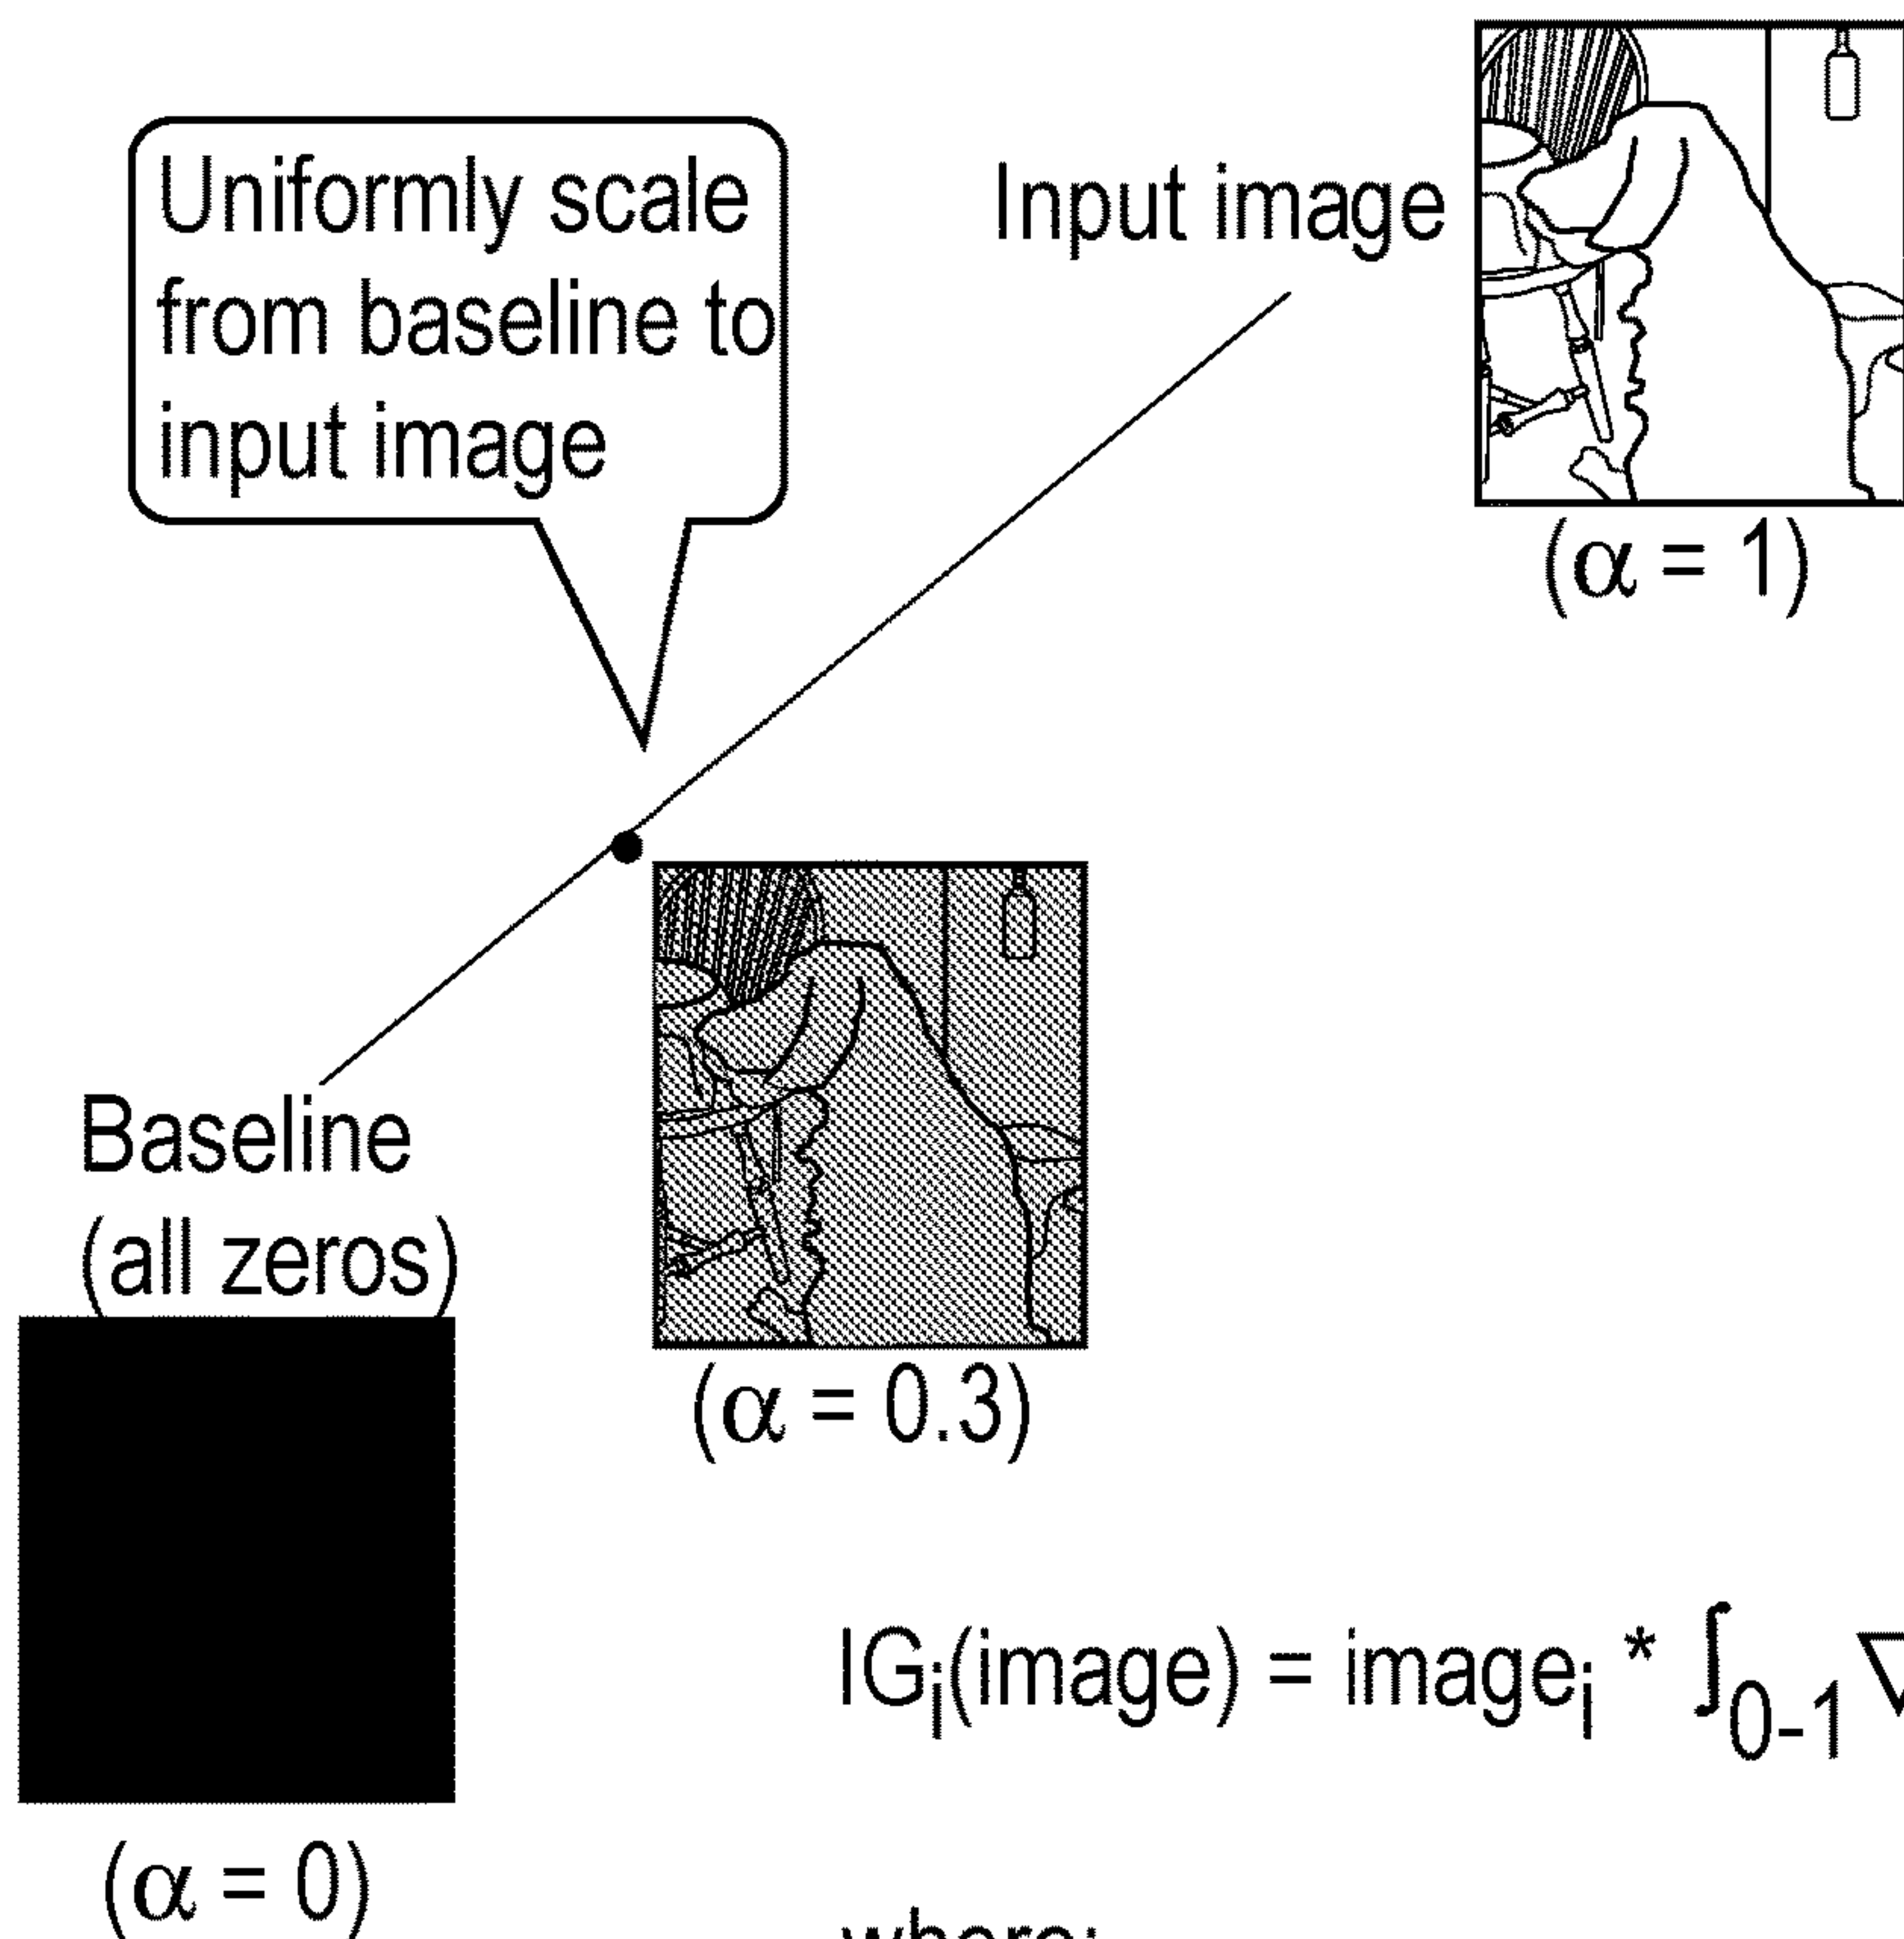 Uniformly scale
from baseline to
input image
Input image
(α = 1)
(α = 0.3)
Baseline
(all zeros)
(α = 0)
IGi(image) = imagei * ∫0-1 ∇
where: